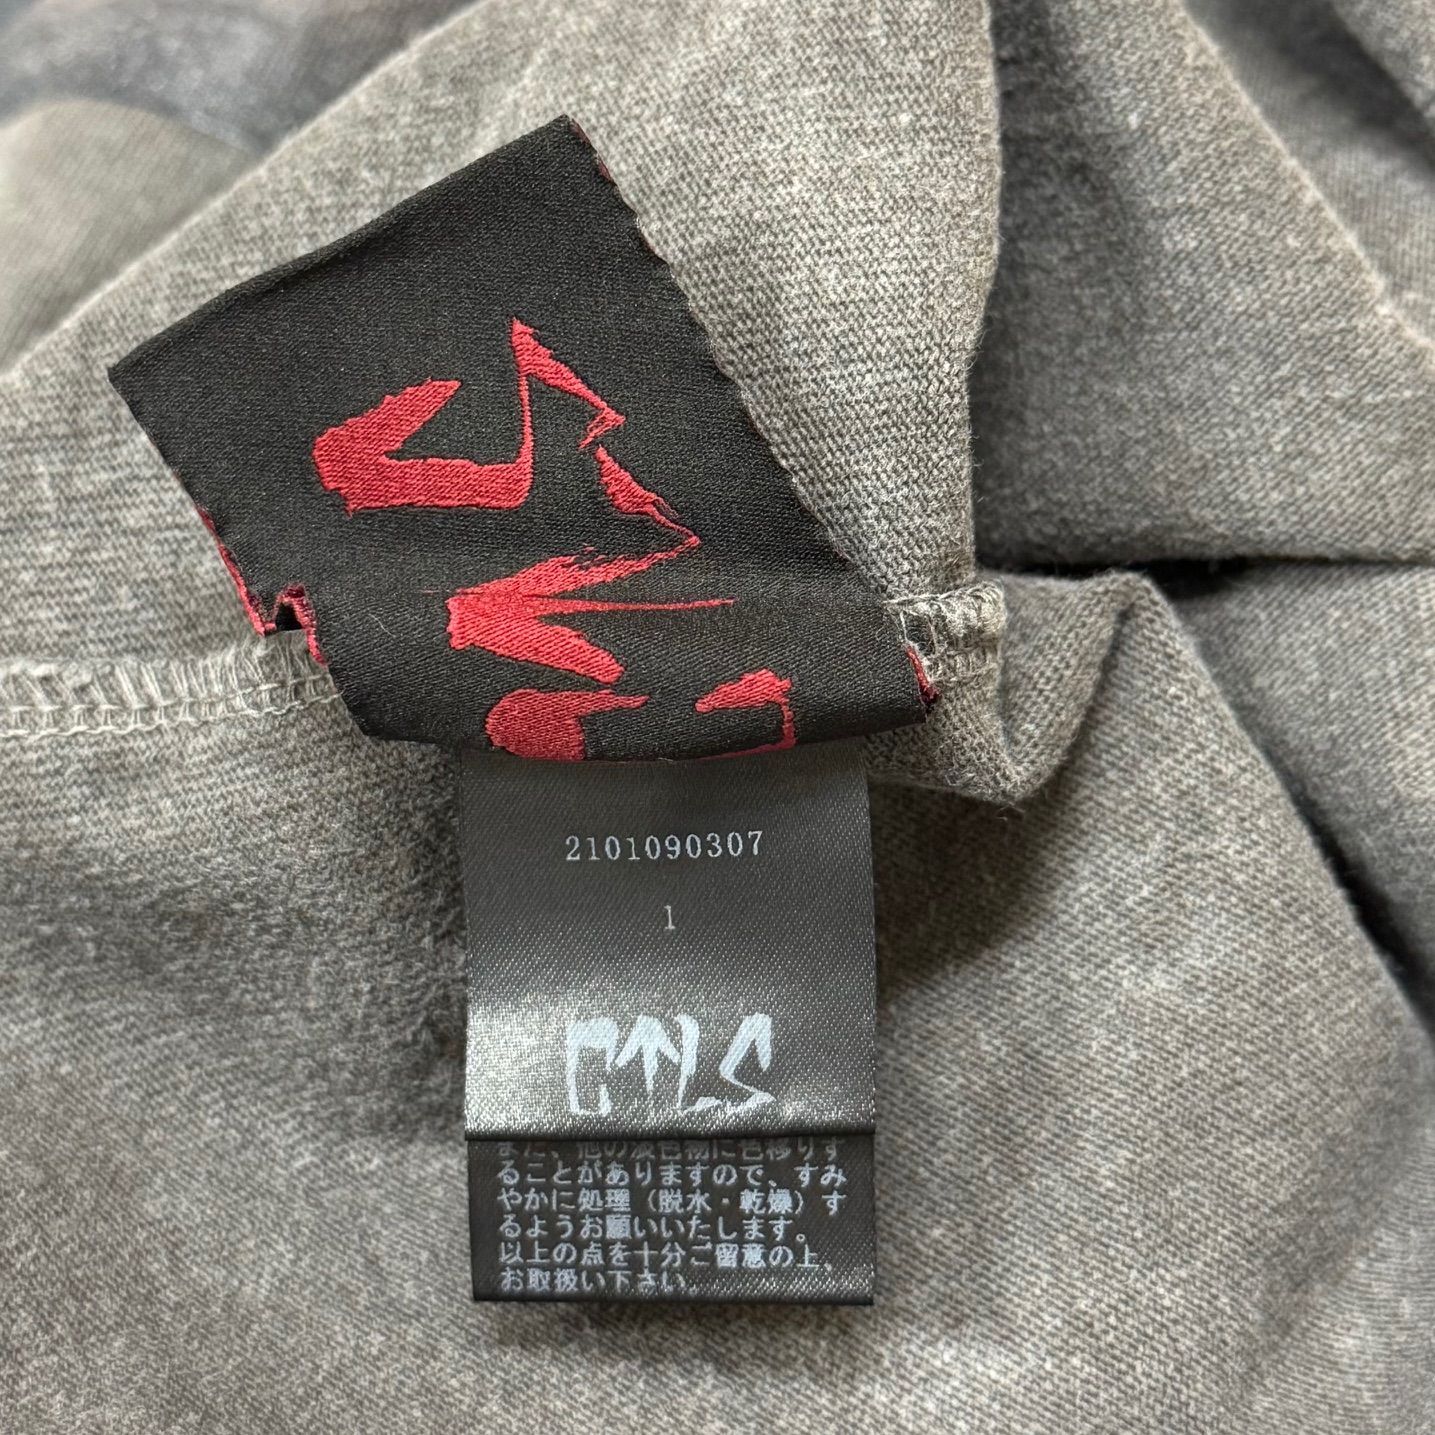 2101090307
1
CTLS
また、他の淡色物に色移りす
ることがありますので、すみ
やかに処理（脱水・乾燥）す
るようお願いいたします。
以上の点を十分ご留意の上、
お取扱い下さい。